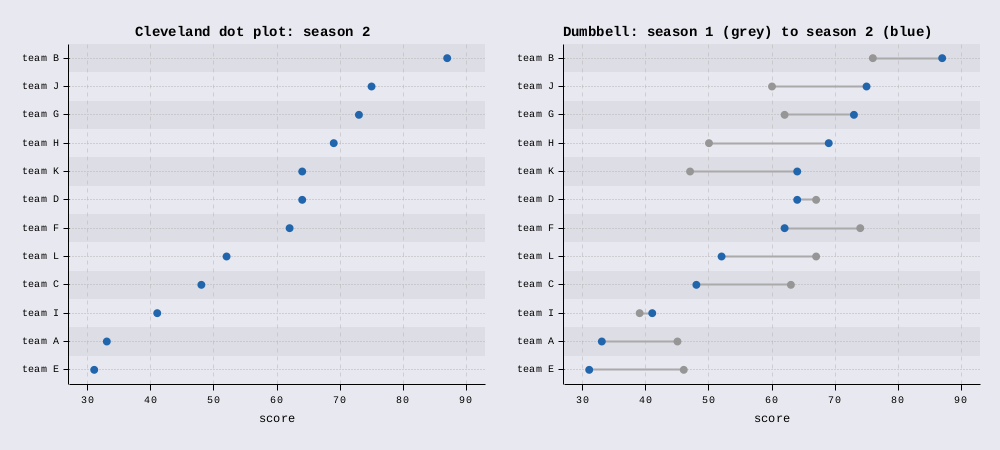 Cleveland dot plot: season 2
team B
team J
team G
team H
team K
team D
team F
team L
team C
team I
team A
team E
30 40 50 60 70 80 90
score
Dumbbell: season 1 (grey) to season 2 (blue)
team B
team J
team G
team H
team K
team D
team F
team L
team C
team I
team A
team E
30 40 50 60 70 80 90
score